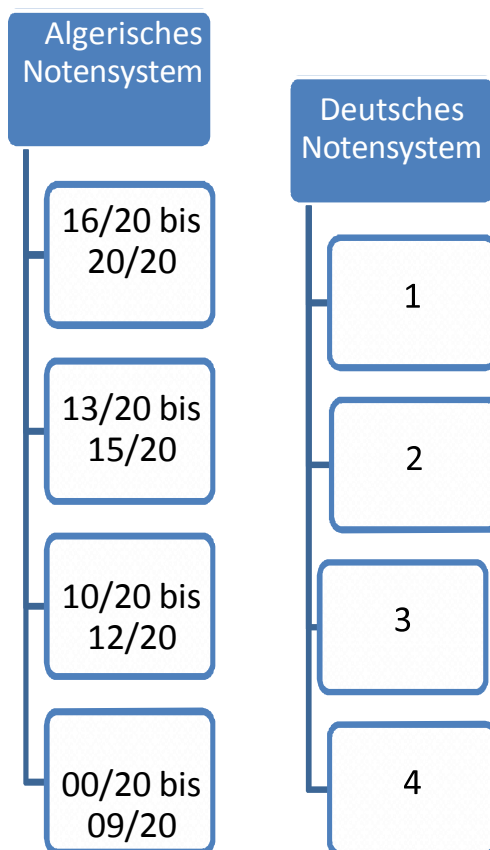 Algerisches
Notensystem
16/20 bis
20/20
13/20 bis
15/20
10/20 bis
12/20
00/20 bis
09/20
Deutsches
Notensystem
1
2
3
4